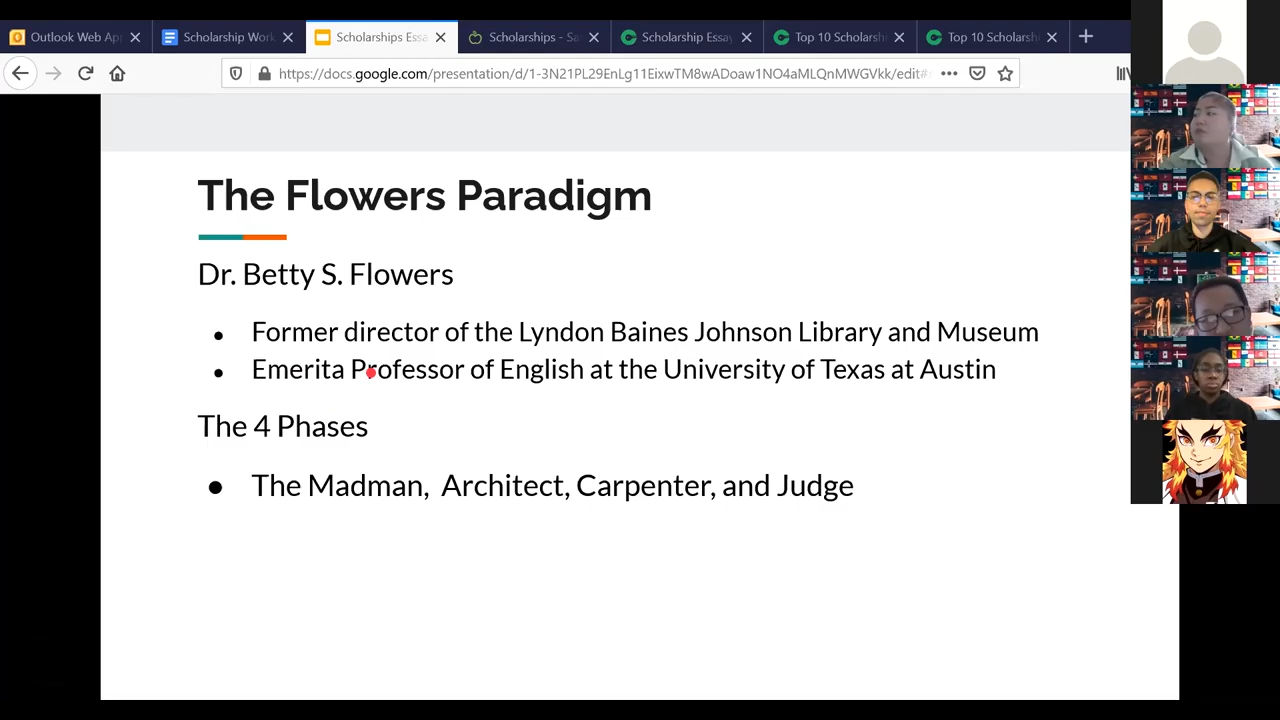 Outlook Web Ap
Scholarship Work
Scholarships Essa
Scholarships - Sa
Scholarship Essay
Top 10 Scholarsh
Top 10 Scholarsh
https://docs.google.com/presentation/d/1-3N21PL29EnLg11EixwTM8wADoaw1NO4aMLQnMWGVkk/edit#
The Flowers Paradigm
Dr. Betty S. Flowers
● Former director of the Lyndon Baines Johnson Library and Museum
● Emerita Professor of English at the University of Texas at Austin
The 4 Phases
● The Madman, Architect, Carpenter, and Judge